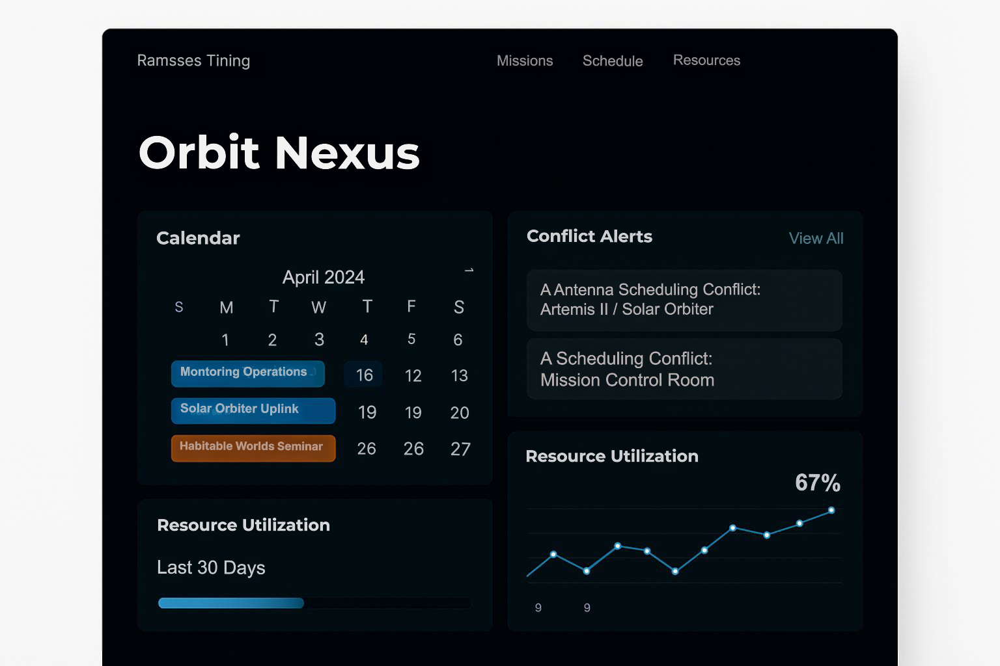 Ramsses Tining
Missions Schedule Resources
Orbit Nexus
Calendar
April 2024
S M T W T F S
1 2 3 4 5 6
Montoring Operations 16 12 13
Solar Orbiter Uplink 19 19 20
Habitable Worlds Seminar 26 26 27
Conflict Alerts View All
A Antenna Scheduling Conflict:
Artemis II / Solar Orbiter
A Scheduling Conflict:
Mission Control Room
Resource Utilization
Last 30 Days
Resource Utilization
67%
9 9